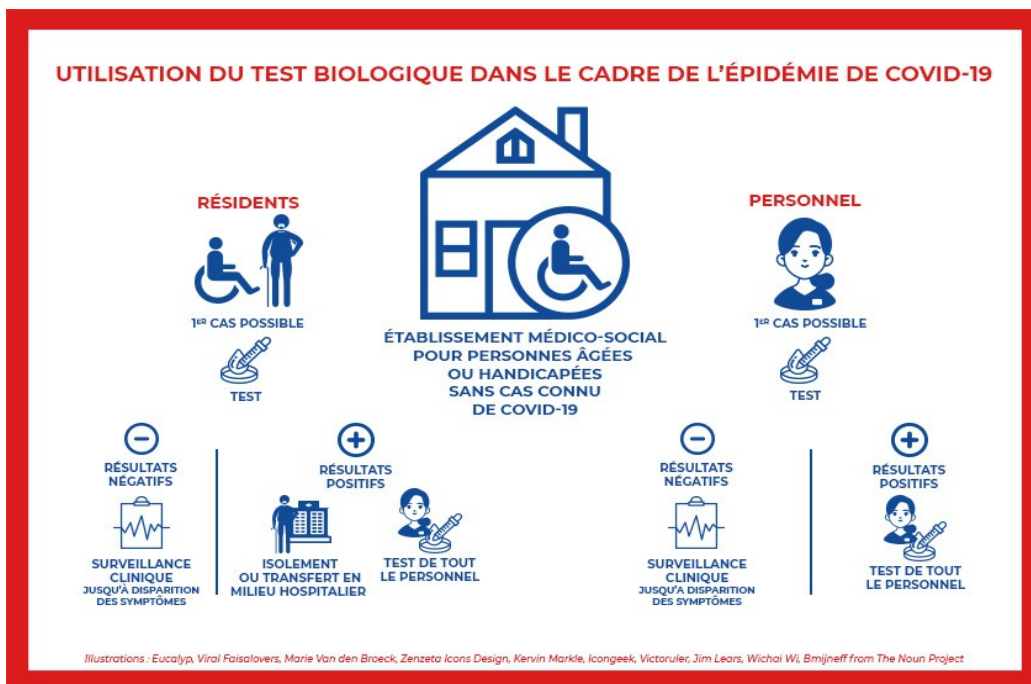 UTILISATION DU TEST BIOLOGIQUE DANS LE CADRE DE L'ÉPIDÉMIE DE COVID-19
RÉSIDENTS
1ER CAS POSSIBLE
TEST
RÉSULTATS
NÉGATIFS
SURVEILLANCE
CLINIQUE
JUSQU'À DISPARITION
DES SYMPTÔMES
RÉSULTATS
POSITIFS
ISOLEMENT
OU TRANSFERT EN
MILIEU HOSPITALIER
TEST DE TOUT
LE PERSONNEL
ÉTABLISSEMENT MÉDICO-SOCIAL
POUR PERSONNES ÂGÉES
OU HANDICAPÉES
SANS CAS CONNU
DE COVID-19
PERSONNEL
1ER CAS POSSIBLE
TEST
RÉSULTATS
NÉGATIFS
SURVEILLANCE
CLINIQUE
JUSQU'A DISPARITION
DES SYMPTÔMES
RÉSULTATS
POSITIFS
TEST DE TOUT
LE PERSONNEL
Illustrations : Eucalyp, Viral Faisalovers, Marie Van den Broeck, Zenzeta Icons Design, Kervin Markle, Icongeek, Victoruler, Jim Lears, Wichai Wi, Bmijneff from The Noun Project